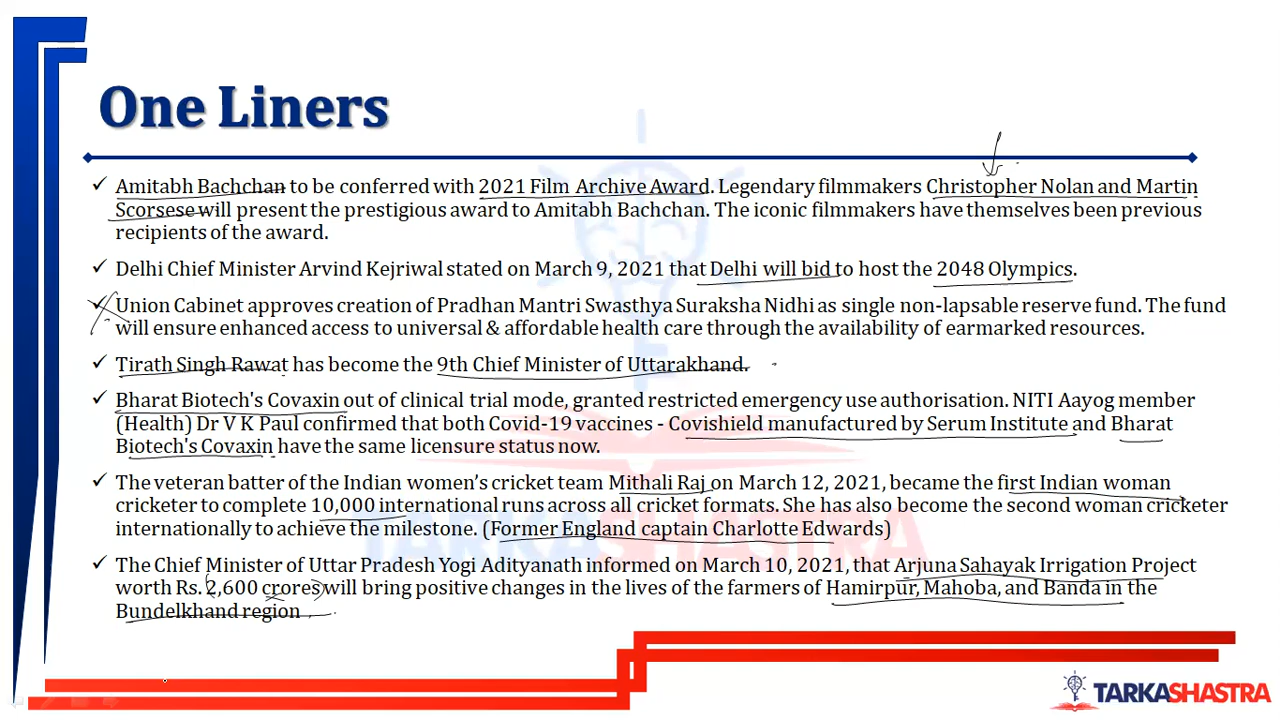 One Liners
✓ Amitabh Bachchan to be conferred with 2021 Film Archive Award. Legendary filmmakers Christopher Nolan and Martin
Scorsese will present the prestigious award to Amitabh Bachchan. The iconic filmmakers have themselves been previous
recipients of the award.
✓ Delhi Chief Minister Arvind Kejriwal stated on March 9, 2021 that Delhi will bid to host the 2048 Olympics.
✓ Union Cabinet approves creation of Pradhan Mantri Swasthya Suraksha Nidhi as single non-lapsable reserve fund. The fund
will ensure enhanced access to universal & affordable health care through the availability of earmarked resources.
✓ Tirath Singh Rawat has become the 9th Chief Minister of Uttarakhand.
✓ Bharat Biotech's Covaxin out of clinical trial mode, granted restricted emergency use authorisation. NITI Aayog member
(Health) Dr V K Paul confirmed that both Covid-19 vaccines - Covishield manufactured by Serum Institute and Bharat
Biotech's Covaxin have the same licensure status now.
✓ The veteran batter of the Indian women's cricket team Mithali Raj on March 12, 2021, became the first Indian woman
cricketer to complete 10,000 international runs across all cricket formats. She has also become the second woman cricketer
internationally to achieve the milestone. (Former England captain Charlotte Edwards)
✓ The Chief Minister of Uttar Pradesh Yogi Adityanath informed on March 10, 2021, that Arjuna Sahayak Irrigation Project
worth Rs. 2,600 crores will bring positive changes in the lives of the farmers of Hamirpur, Mahoba, and Banda in the
Bundelkhand region
TARKASHASTRA
TARKASHASTRA